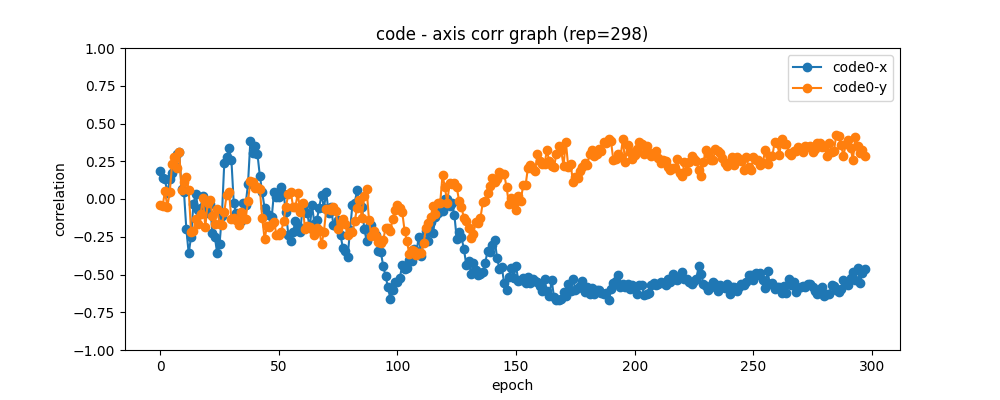 code - axis corr graph (rep=298)
1.00
0.75
0.50
0.25
0.00
−0.25
−0.50
−0.75
−1.00
correlation
code0-x
code0-y
0 50 100 150 200 250 300
epoch